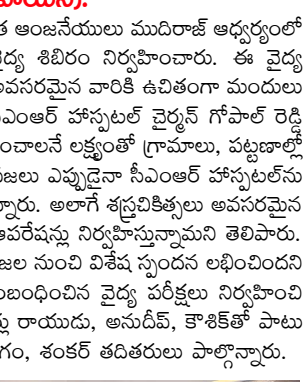 త ఆంజనేయులు ముదిరాజ్ ఆధ్వర్యంలో
వైద్య శిబిరం నిర్వహించారు. ఈ వైద్య
అవసరమైన వారికి ఉచితంగా మందులు
సీఎంఆర్ హాస్పటల్ చైర్మన్ గోపాల్ రెడ్డి
ంచాలనే లక్ష్యంతో గ్రామాలు, పట్టణాల్లో
జలు ఎప్పుడైనా సీఎంఆర్ హాస్పటల్‌ను
న్నారు. అలాగే శస్త్రచికిత్సలు అవసరమైన
ఆపరేషన్లు నిర్వహిస్తున్నామని తెలిపారు.
జల నుంచి విశేష స్పందన లభించిందని
ంబంధించిన వైద్య పరీక్షలు నిర్వహించి
్లు రాయుడు, అనుదీప్, కౌశిక్‌తో పాటు
గం, శంకర్ తదితరులు పాల్గొన్నారు.